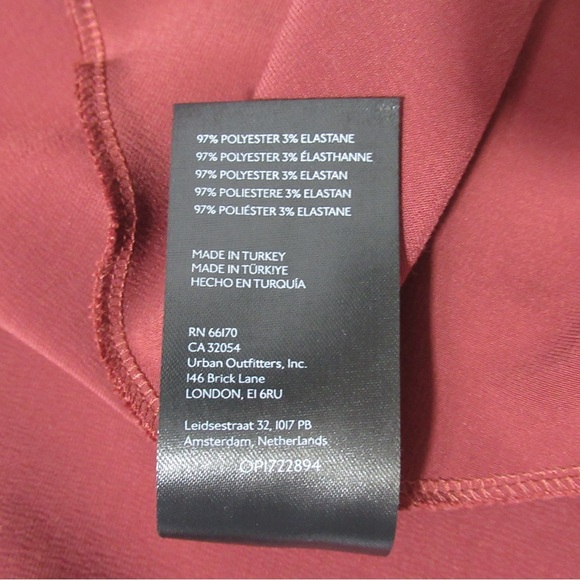 97% POLYESTER 3% ELASTANE
97% POLYESTER 3% ÉLASTHANNE
97% POLYESTER 3% ELASTAN
97% POLIESTERE 3% ELASTAN
97% POLIÉSTER 3% ELASTANE
MADE IN TURKEY
MADE IN TÜRKIYE
HECHO EN TURQUÍA
RN 66170
CA 32054
Urban Outfitters, Inc.
146 Brick Lane
LONDON, E1 6RU
Leidsestraat 32, 1017 PB
Amsterdam, Netherlands
OP1722894